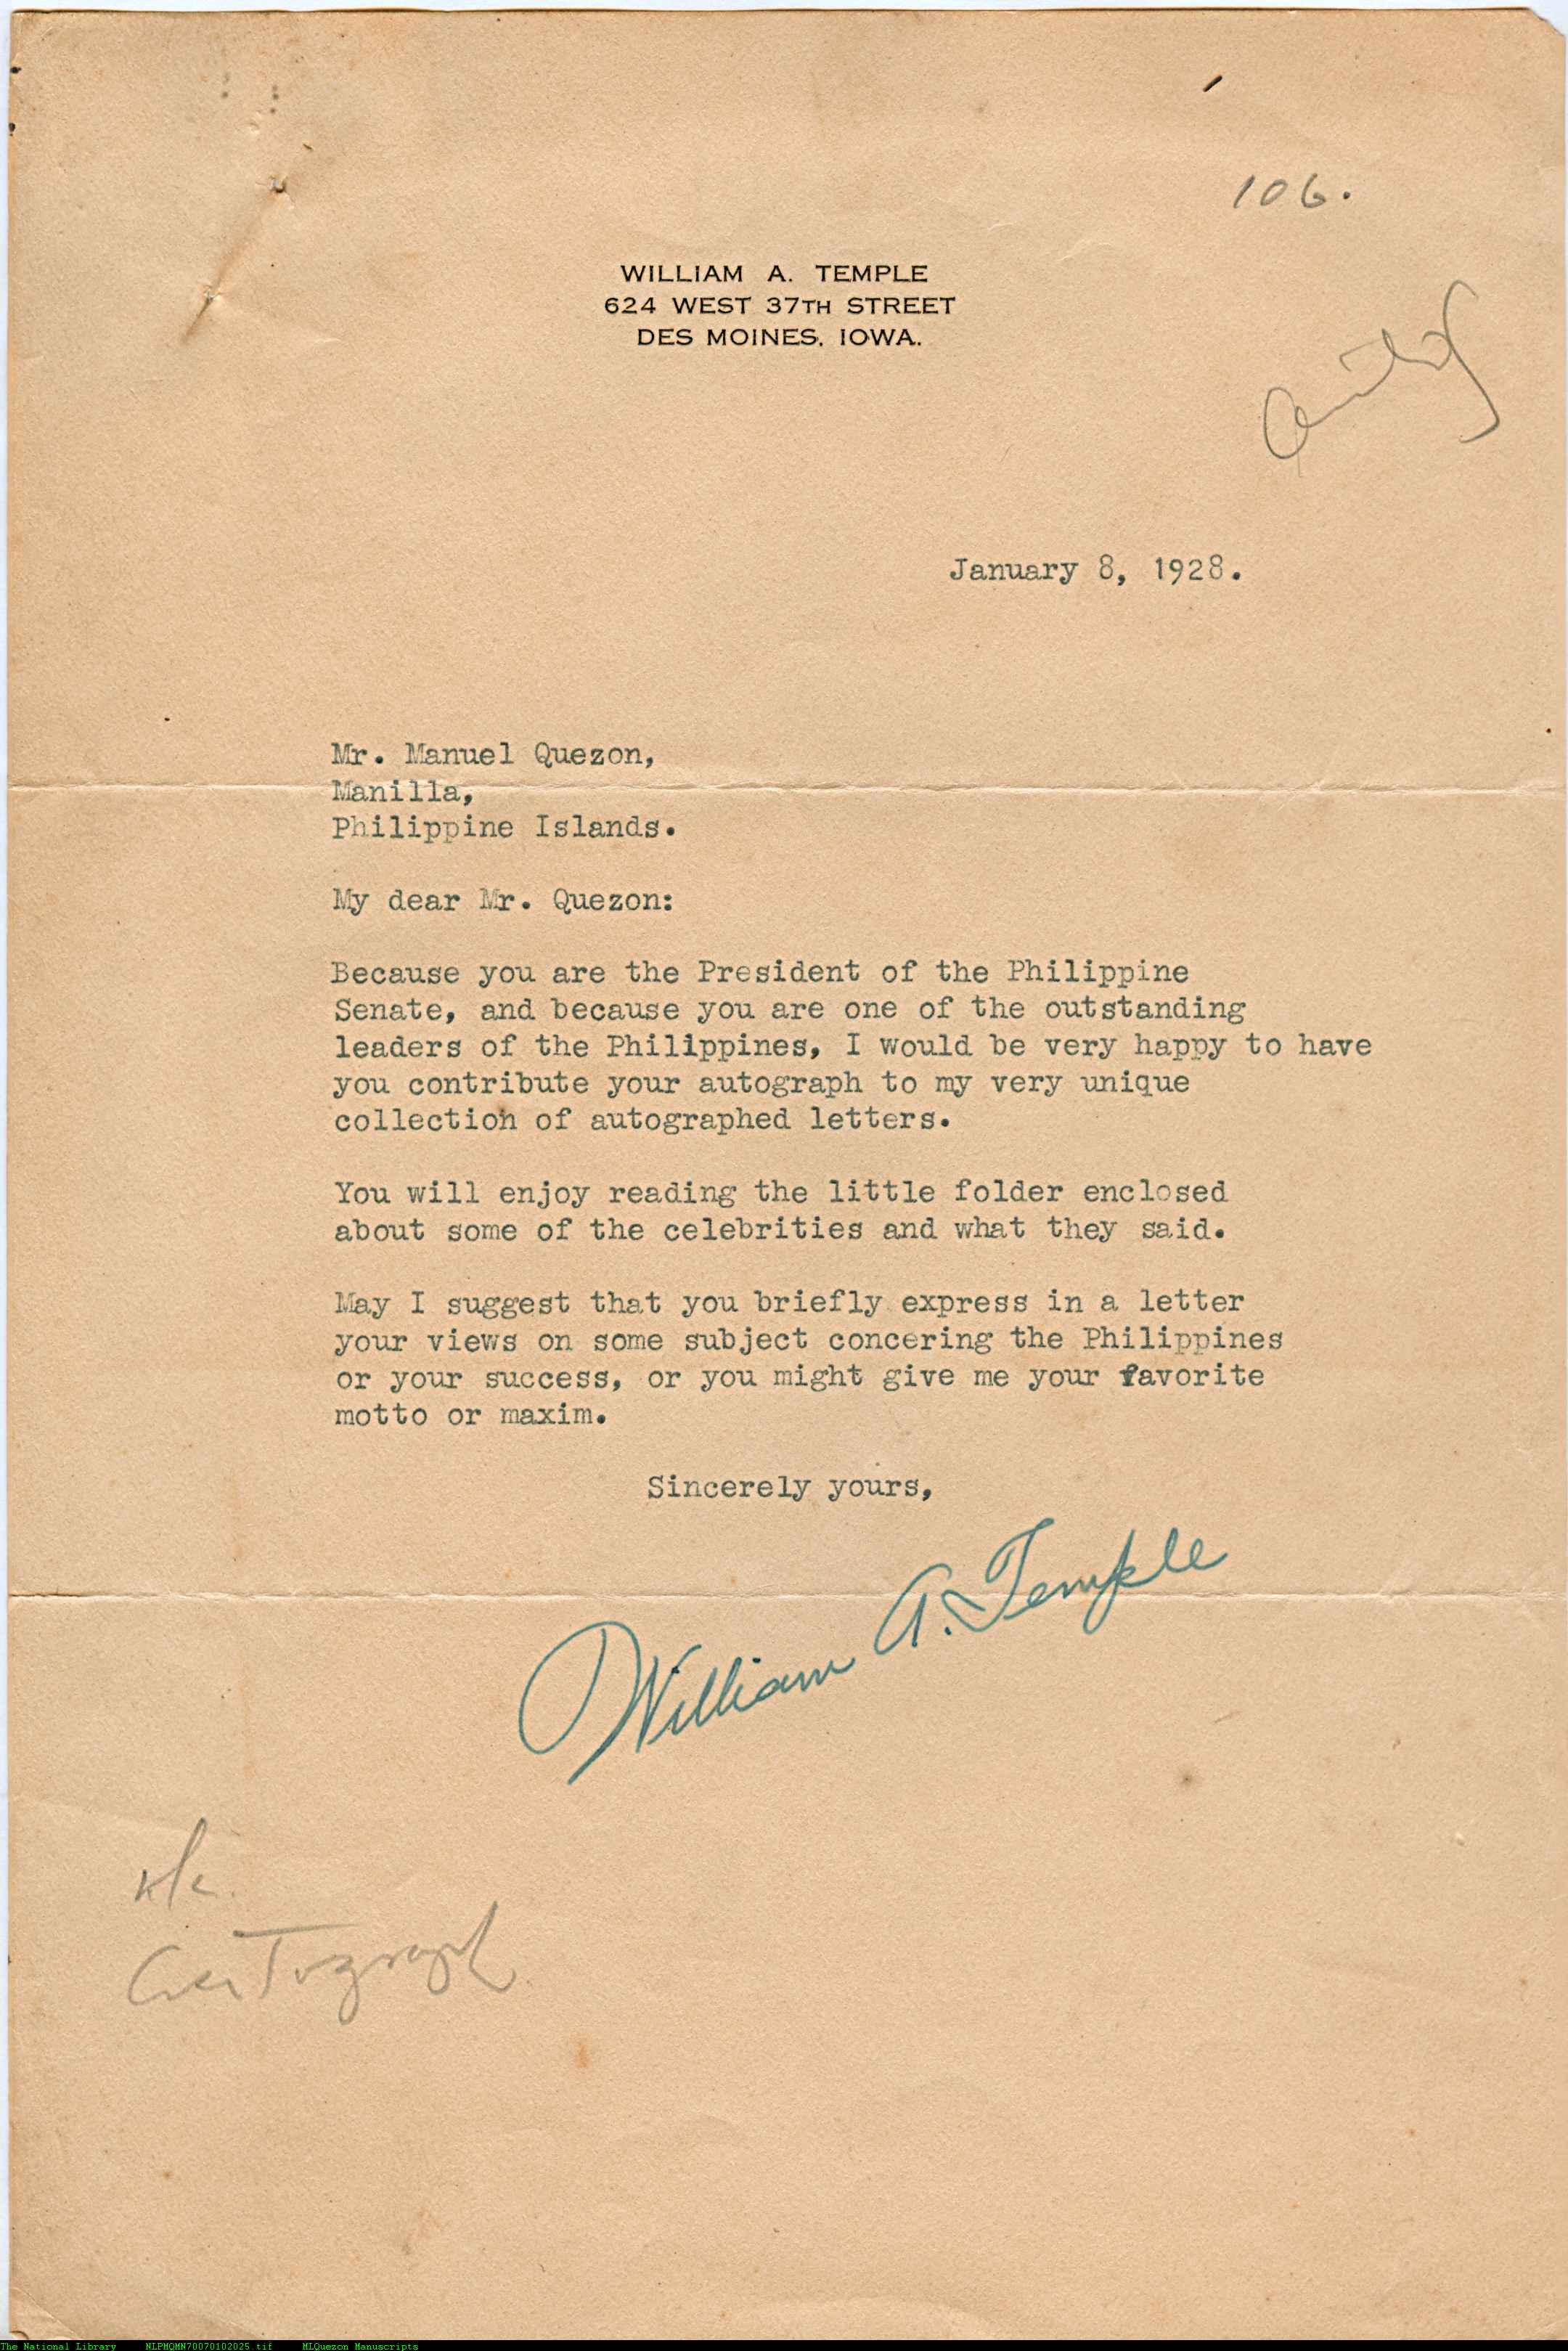 106.
WILLIAM A. TEMPLE
624 WEST 37TH STREET
DES MOINES, IOWA.
January 8, 1928.
Mr. Manuel Quezon,
Manilla,
Philippine Islands.
My dear Mr. Quezon:
Because you are the President of the Philippine
Senate, and because you are one of the outstanding
leaders of the Philippines, I would be very happy to have
you contribute your autograph to my very unique
collection of autographed letters.
You will enjoy reading the little folder enclosed
about some of the celebrities and what they said.
May I suggest that you briefly express in a letter
your views on some subject concering the Philippines
or your success, or you might give me your favorite
motto or maxim.
Sincerely yours,
William A. Temple
Autograph
The National Library NLPMQMN70070102025.tif MLQuezon Manuscripts